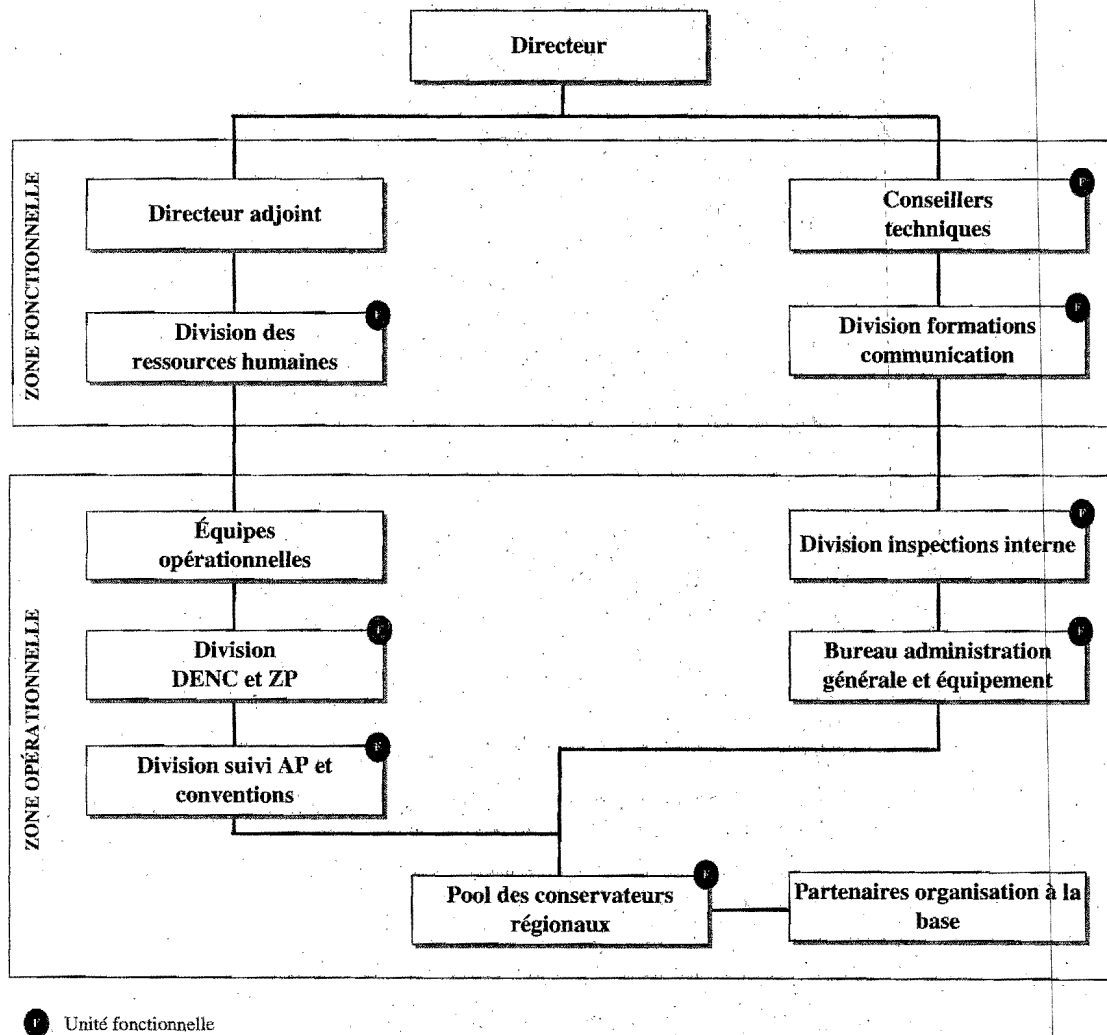 Directeur
ZONE FONCTIONNELLE
Directeur adjoint
Conseillers
techniques
F
Division des
ressources humaines
F
Division formations
communication
F
ZONE OPÉRATIONNELLE
Équipes
opérationnelles
Division inspections interne
F
Division
DENC et ZP
F
Bureau administration
générale et équipement
F
Division suivi AP et
conventions
F
Pool des conservateurs
régionaux
F
Partenaires organisation à la
base
F Unité fonctionnelle